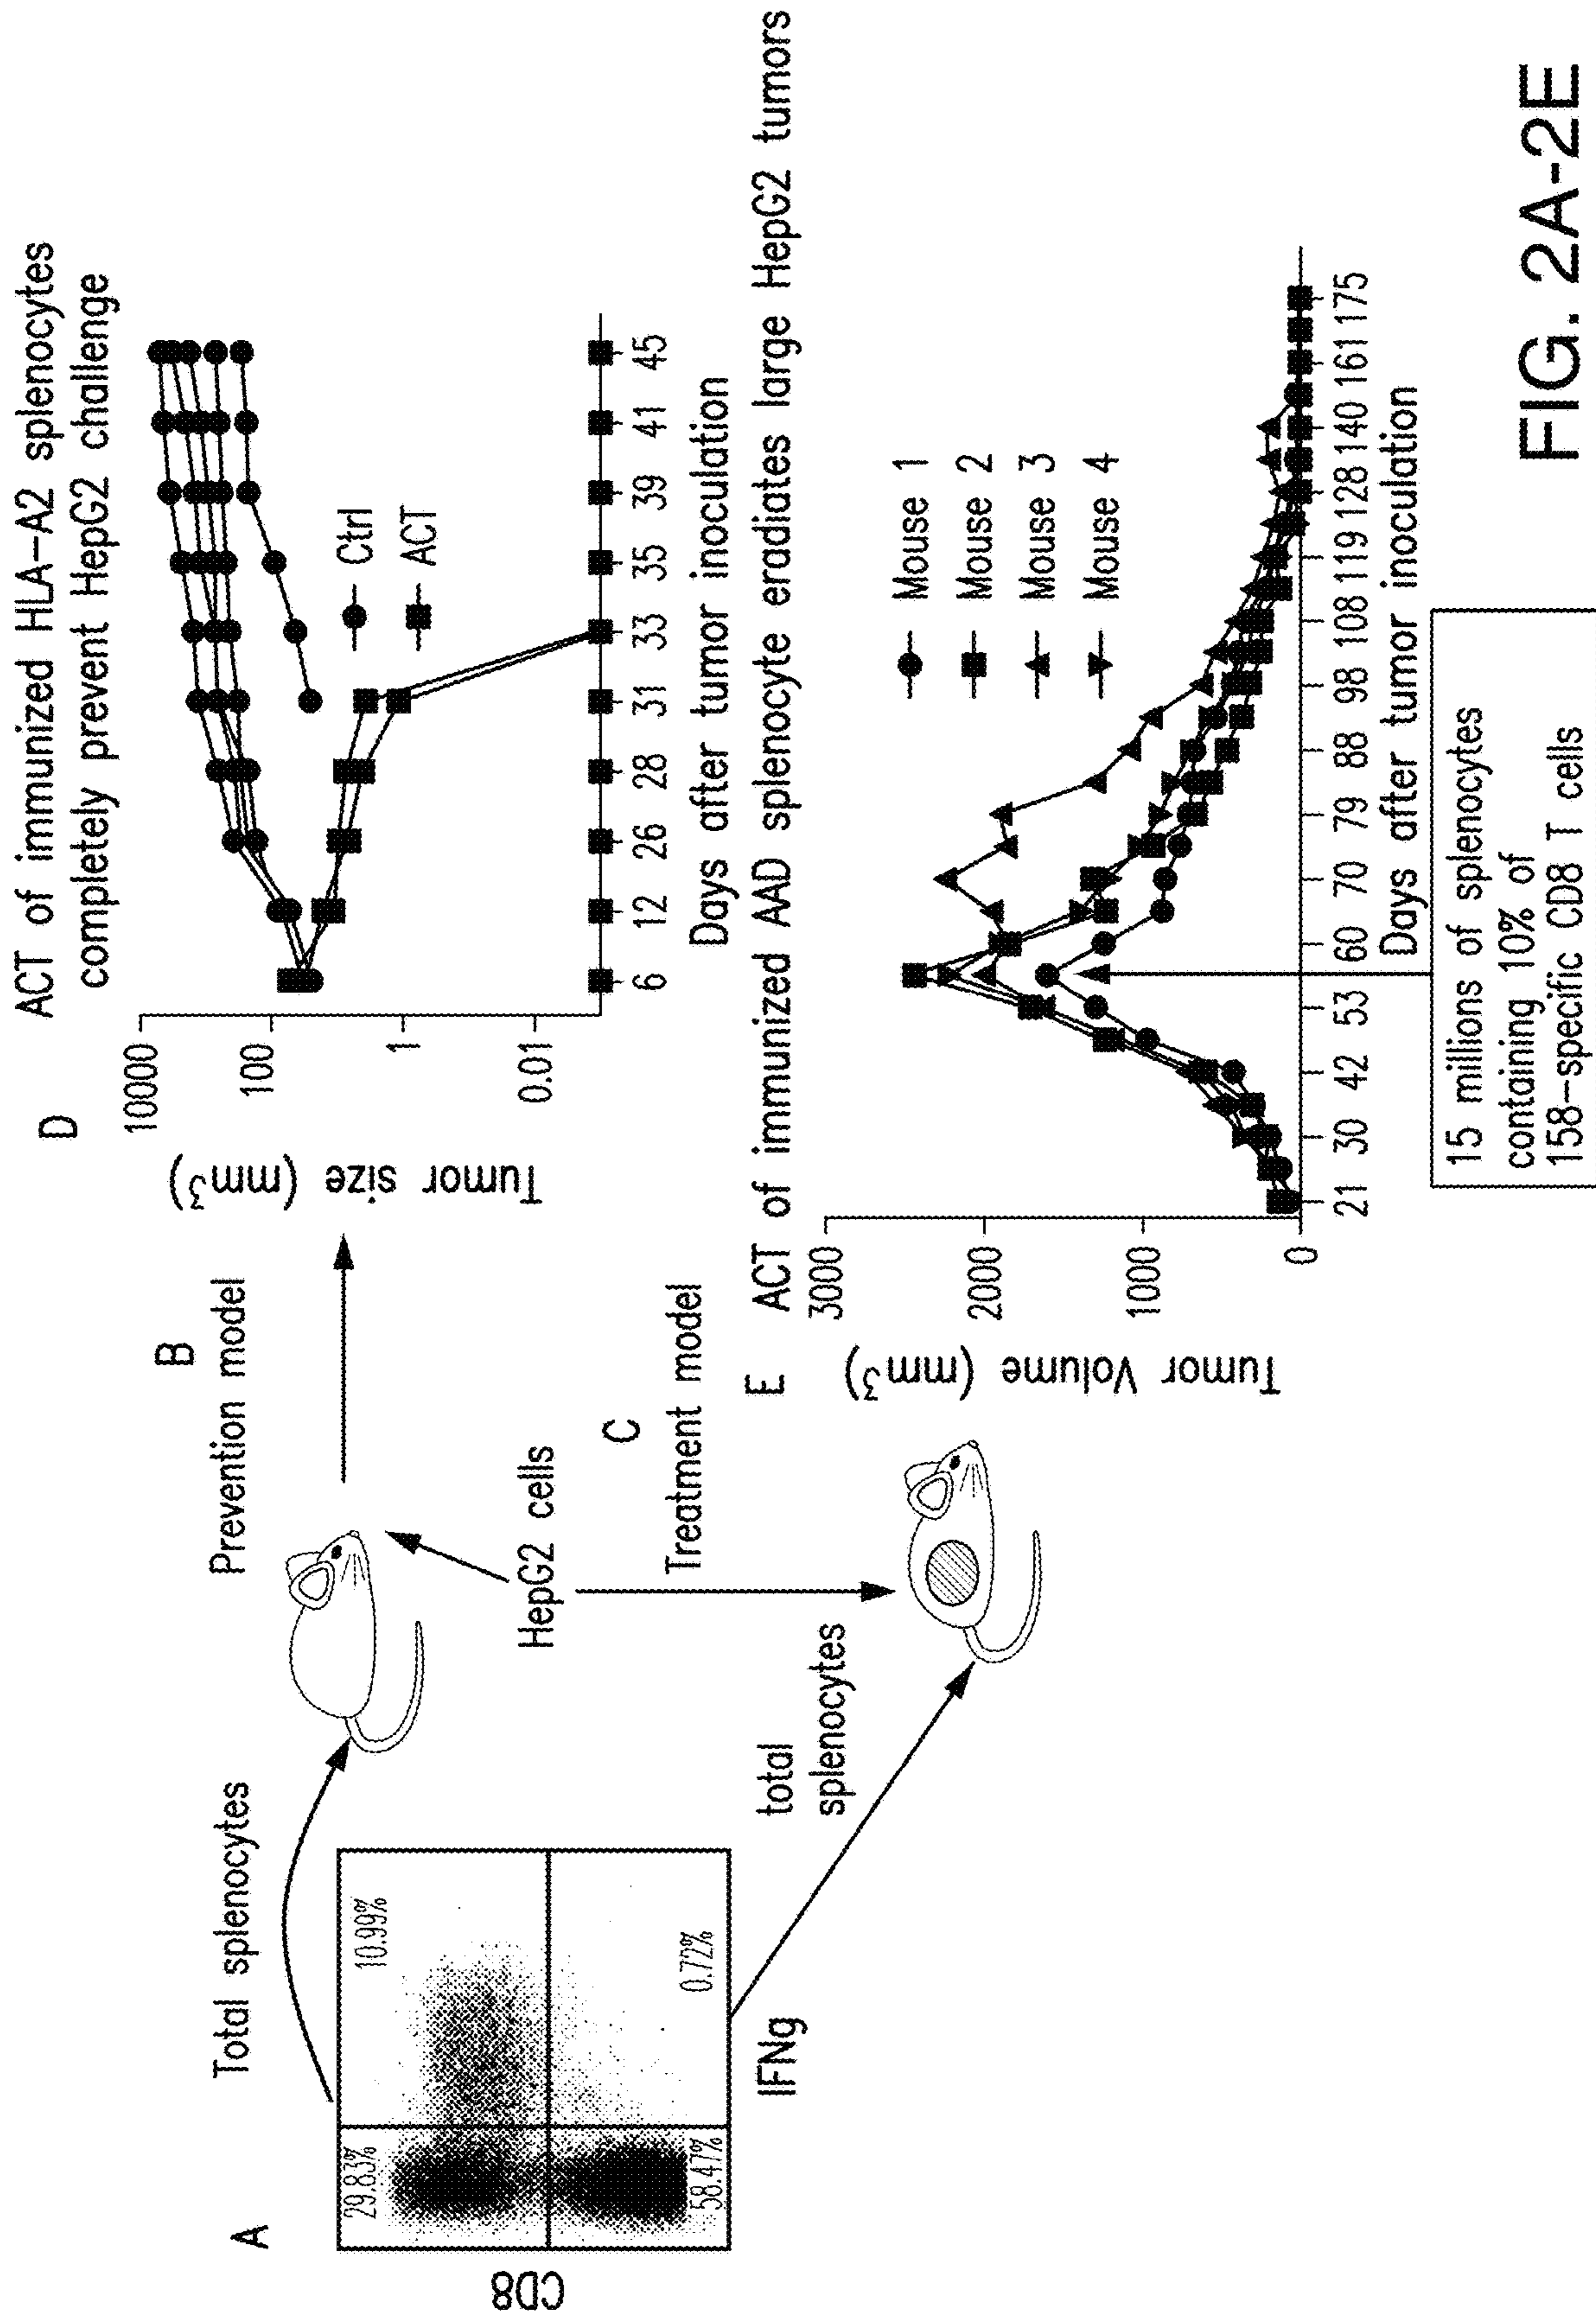 A
Total splenocytes
29.83%
10.99%
58.47%
0.72%
CD8
IFNg
total
splenocytes
B
Prevention model
HepG2 cells
C
Treatment model
D
ACT of immunized HLA-A2 splenocytes
completely prevent HepG2 challenge
Tumor size (mm3)
10000
100
1
0.01
Ctrl
ACT
6 12 26 28 31 33 35 39 41 45
Days after tumor inoculation
E
ACT of immunized AAD splenocyte eradiates large HepG2 tumors
Tumor Volume (mm3)
3000
2000
1000
0
Mouse 1
Mouse 2
Mouse 3
Mouse 4
21 30 42 53 60 70 79 88 98 108 119 128 140 161 175
Days after tumor inoculation
15 millions of splenocytes
containing 10% of
158-specific CD8 T cells
FIG. 2A-2E